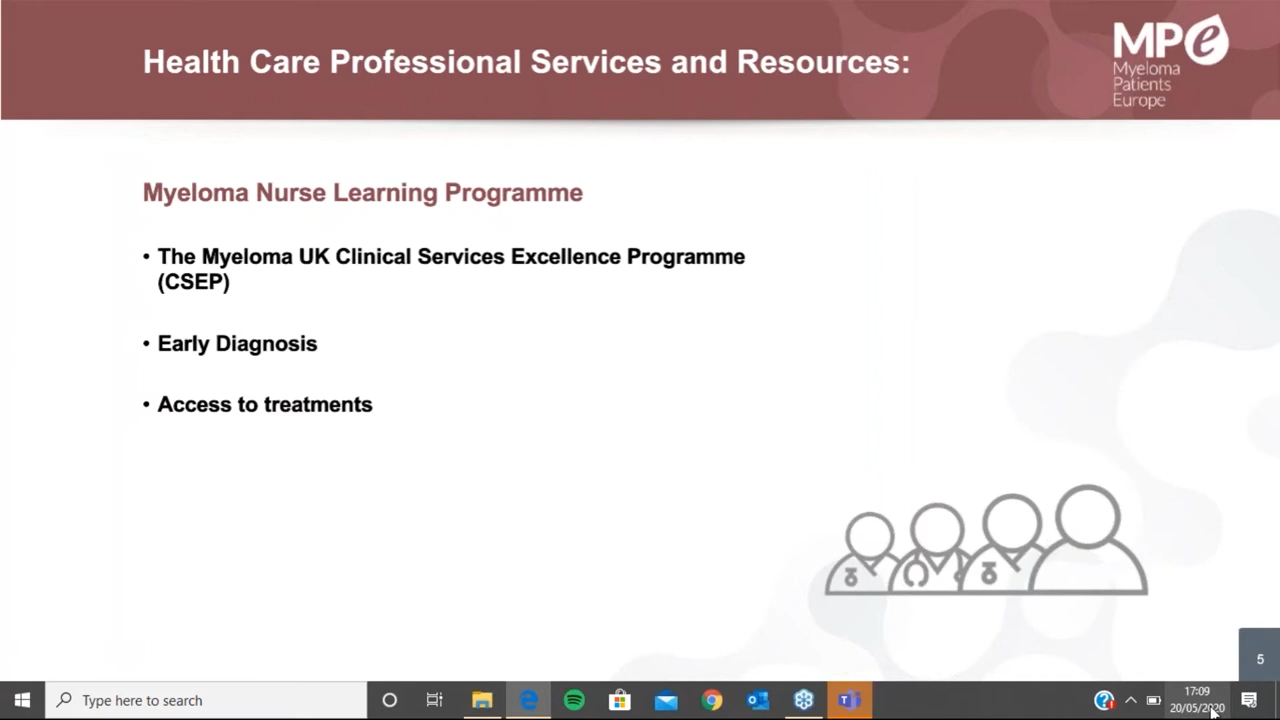 Health Care Professional Services and Resources:
MPe
Myeloma
Patients
Europe
Myeloma Nurse Learning Programme
• The Myeloma UK Clinical Services Excellence Programme
(CSEP)
• Early Diagnosis
• Access to treatments
5
Type here to search
17:09
20/05/2020